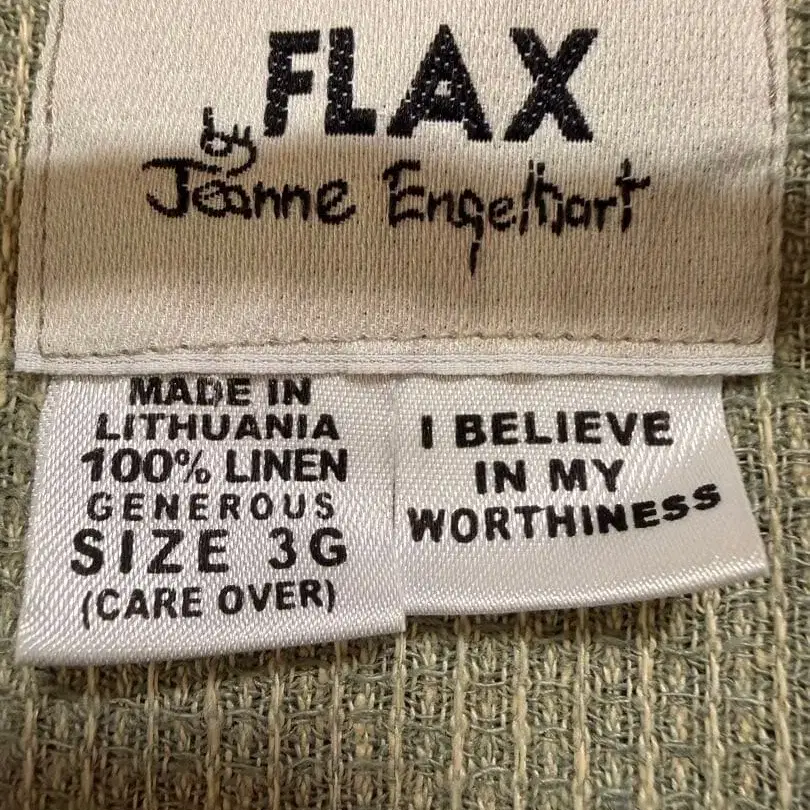 FLAX
by
Jeanne Engelhart
MADE IN
LITHUANIA
100% LINEN
GENEROUS
SIZE 3G
(CARE OVER)
I BELIEVE
IN MY
WORTHINESS